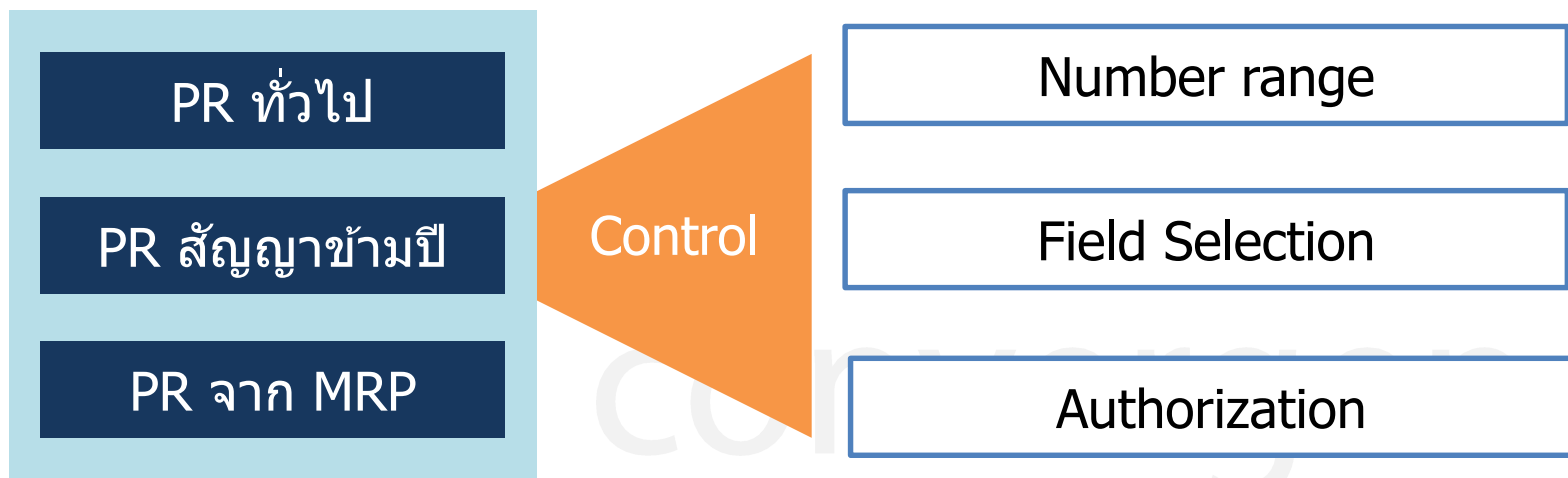 PR ทั่วไป
PR สัญญาข้ามปี
PR จาก MRP
Control
Number range
Field Selection
Authorization